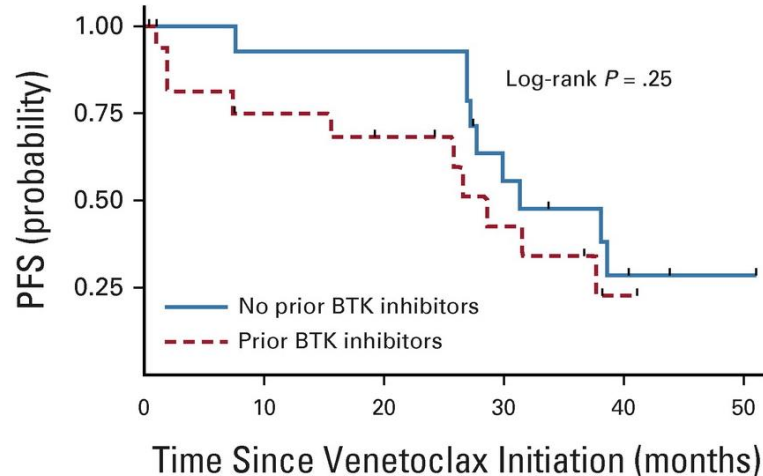 1.00
0.75
0.50
0.25
PFS (probability)
Log-rank P = .25
No prior BTK inhibitors
Prior BTK inhibitors
0 10 20 30 40 50
Time Since Venetoclax Initiation (months)